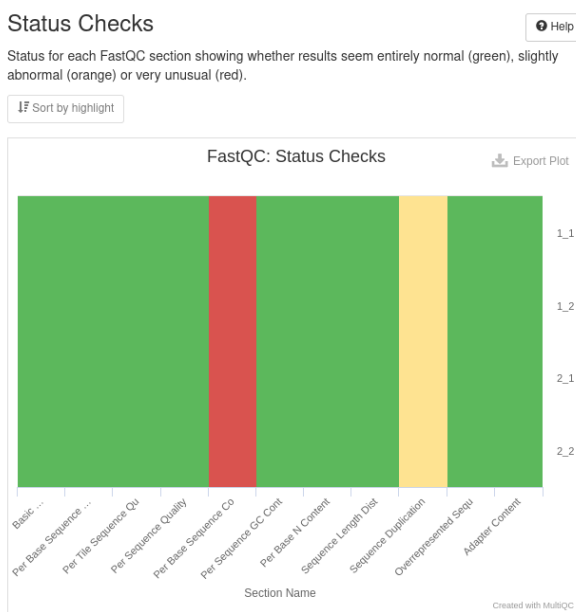 Status Checks
Help
Status for each FastQC section showing whether results seem entirely normal (green), slightly
abnormal (orange) or very unusual (red).
Sort by highlight
FastQC: Status Checks
Export Plot
1_1
1_2
2_1
2_2
Basic ...
Per Base Sequence ...
Per Tile Sequence Qu
Per Sequence Quality
Per Base Sequence Co
Per Sequence GC Cont
Per Base N Content
Sequence Length Dist
Sequence Duplication
Overrepresented Sequ
Adapter Content
Section Name
Created with MultiQC